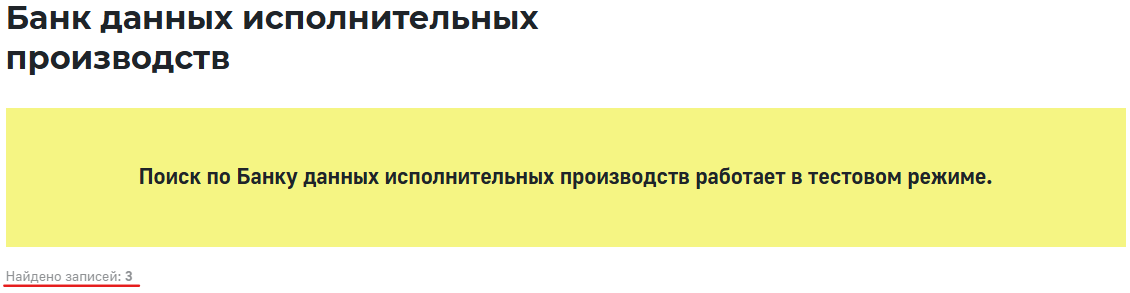 Банк данных исполнительных
производств
Поиск по Банку данных исполнительных производств работает в тестовом режиме.
Найдено записей: 3